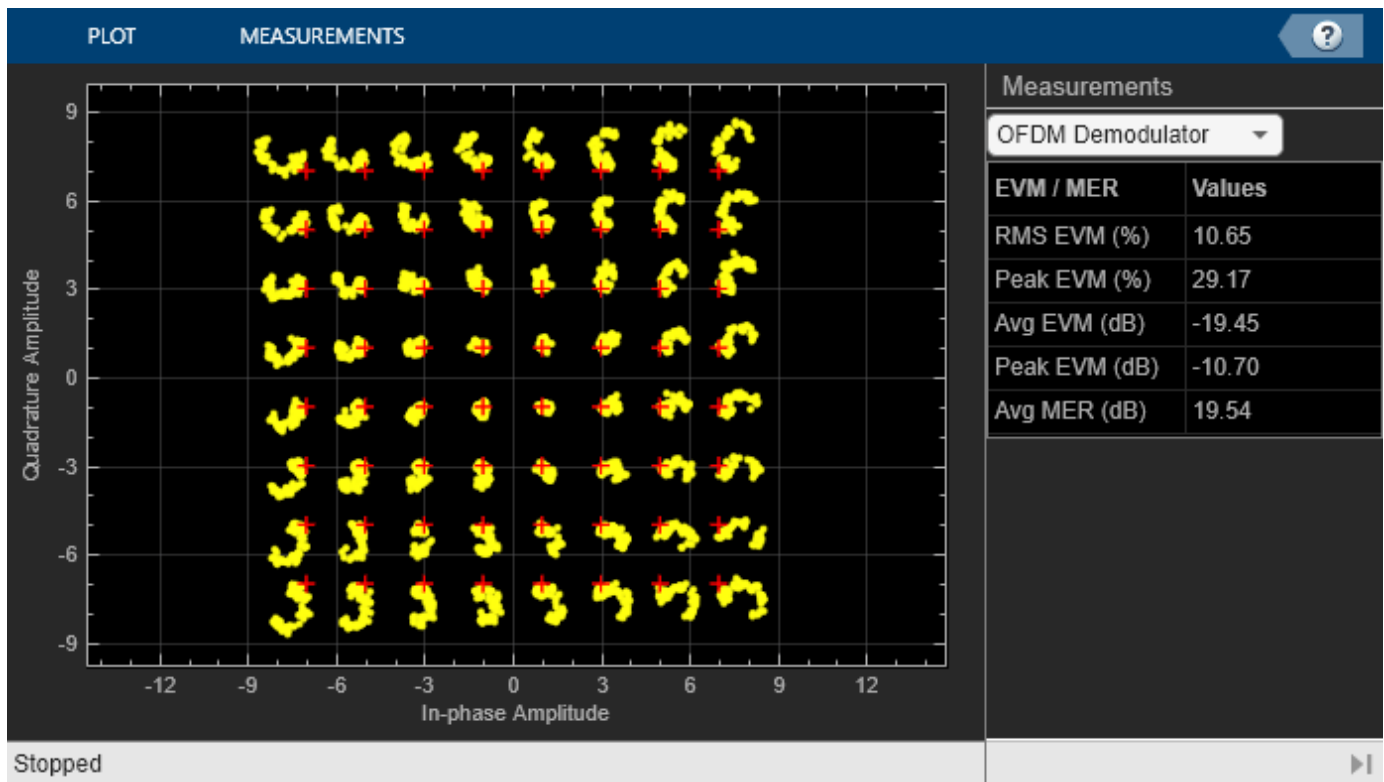 PLOT MEASUREMENTS ?
Measurements
OFDM Demodulator
EVM / MER Values
RMS EVM (%) 10.65
Peak EVM (%) 29.17
Avg EVM (dB) -19.45
Peak EVM (dB) -10.70
Avg MER (dB) 19.54
Quadrature Amplitude
9
6
3
0
-3
-6
-9
-12 -9 -6 -3 0 3 6 9 12
In-phase Amplitude
Stopped